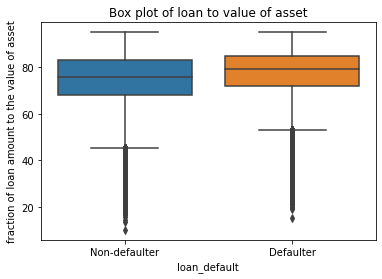 Box plot of loan to value of asset
fraction of loan amount to the value of asset
80
60
40
20
Non-defaulter
Defaulter
loan_default